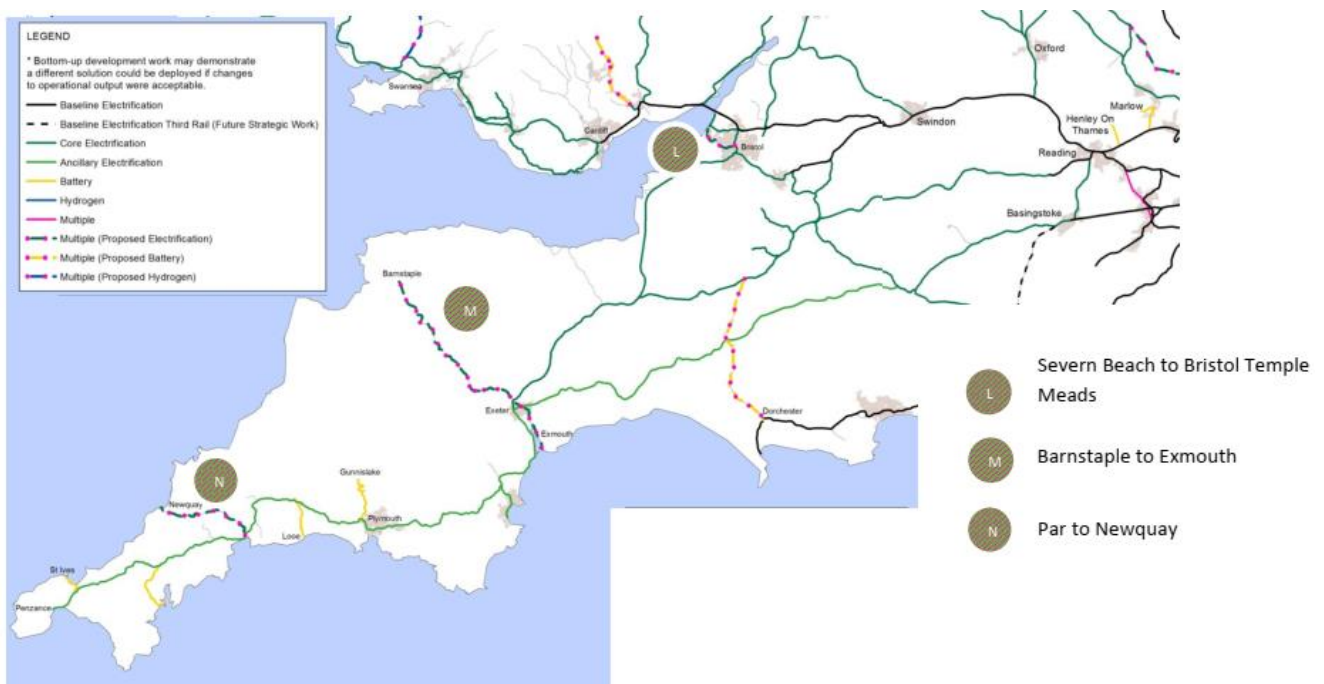 LEGEND
* Bottom-up development work may demonstrate
a different solution could be deployed if changes
to operational output were acceptable.
Baseline Electrification
Baseline Electrification Third Rail (Future Strategic Work)
Core Electrification
Ancillary Electrification
Battery
Hydrogen
Multiple
Multiple (Proposed Electrification)
Multiple (Proposed Battery)
Multiple (Proposed Hydrogen)
Swansea
Cardiff
L
Bristol
Swindon
Oxford
Marlow
Henley On
Thames
Reading
Basingstoke
Barnstaple
M
Exeter
Exmouth
Dorchester
N
Newquay
Gunnislake
Plymouth
Looe
St Ives
Penzance
L
Severn Beach to Bristol Temple
Meads
M
Barnstaple to Exmouth
N
Par to Newquay